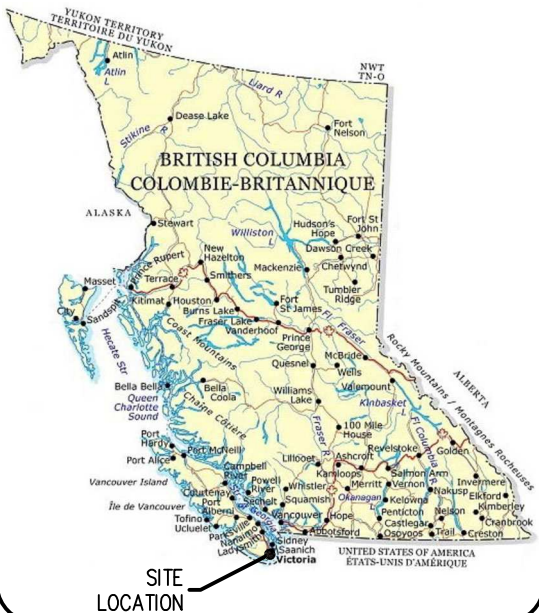 YUKON TERRITORY
TERRITOIRE DU YUKON
NWT
TN-O
Atlin
Atlin
L
Liard R
Dease Lake
Fort
Nelson
Stikine
R
BRITISH COLUMBIA
COLOMBIE-BRITANNIQUE
ALASKA
Stewart
Williston
L
Hudson's
Hope
Fort St
John
Dawson Creek
Chetwynd
Mackenzie
Tumbler
Ridge
New
Hazelton
Smithers
Prince Rupert
Terrace
Masset
Kitimat
Houston
Burns Lake
Fort
St James
City
Sandspit
Fraser Lake
Vanderhoof
Prince
George
Fl Fraser
Hecate Str
Coast Mountains
Rocky Mountains / Montagnes Rocheuses
ALBERTA
McBride
Quesnel
Wells
Valemount
Bella Bella
Bella
Coola
Queen
Charlotte
Sound
Chaîne Côtière
Williams
Lake
Kinbasket
L
Fraser R
100 Mile
House
Fl Columbia R
Port
Hardy
Port McNeill
Port Alice
Revelstoke
Golden
Lillooet
Ashcroft
Kamloops
Salmon Arm
Campbell
River
Vancouver Island
Courtenay
Powell
River
Whistler
Merritt
Vernon
Nakusp
Invermere
Elkford
Île de Vancouver
Port
Alberni
Sechelt
Squamish
Okanagan
L
Kelowna
Kimberley
Tofino
Ucluelet
Vancouver
Hope
Penticton
Castlegar
Nelson
Cranbrook
Parksville
Nanaimo
Ladysmith
Abbotsford
Osoyoos
Trail
Creston
Sidney
Saanich
Victoria
UNITED STATES OF AMERICA
ÉTATS-UNIS D'AMÉRIQUE
SITE
LOCATION